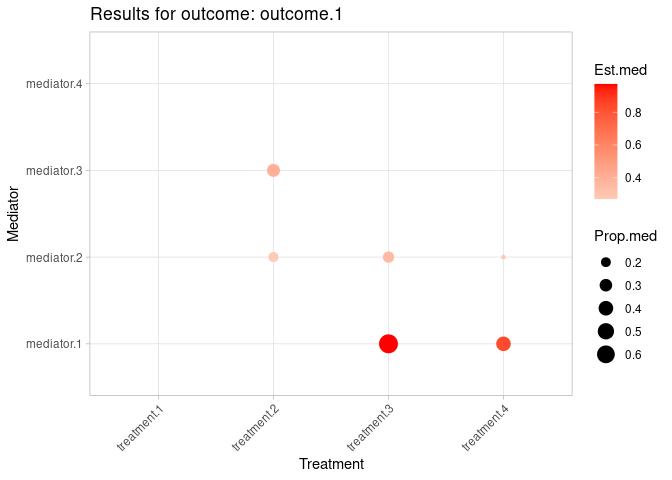 Results for outcome: outcome.1
Mediator
mediator.4
mediator.3
mediator.2
mediator.1
treatment.1
treatment.2
treatment.3
treatment.4
Treatment
Est.med
0.8
0.6
0.4
Prop.med
0.2
0.3
0.4
0.5
0.6